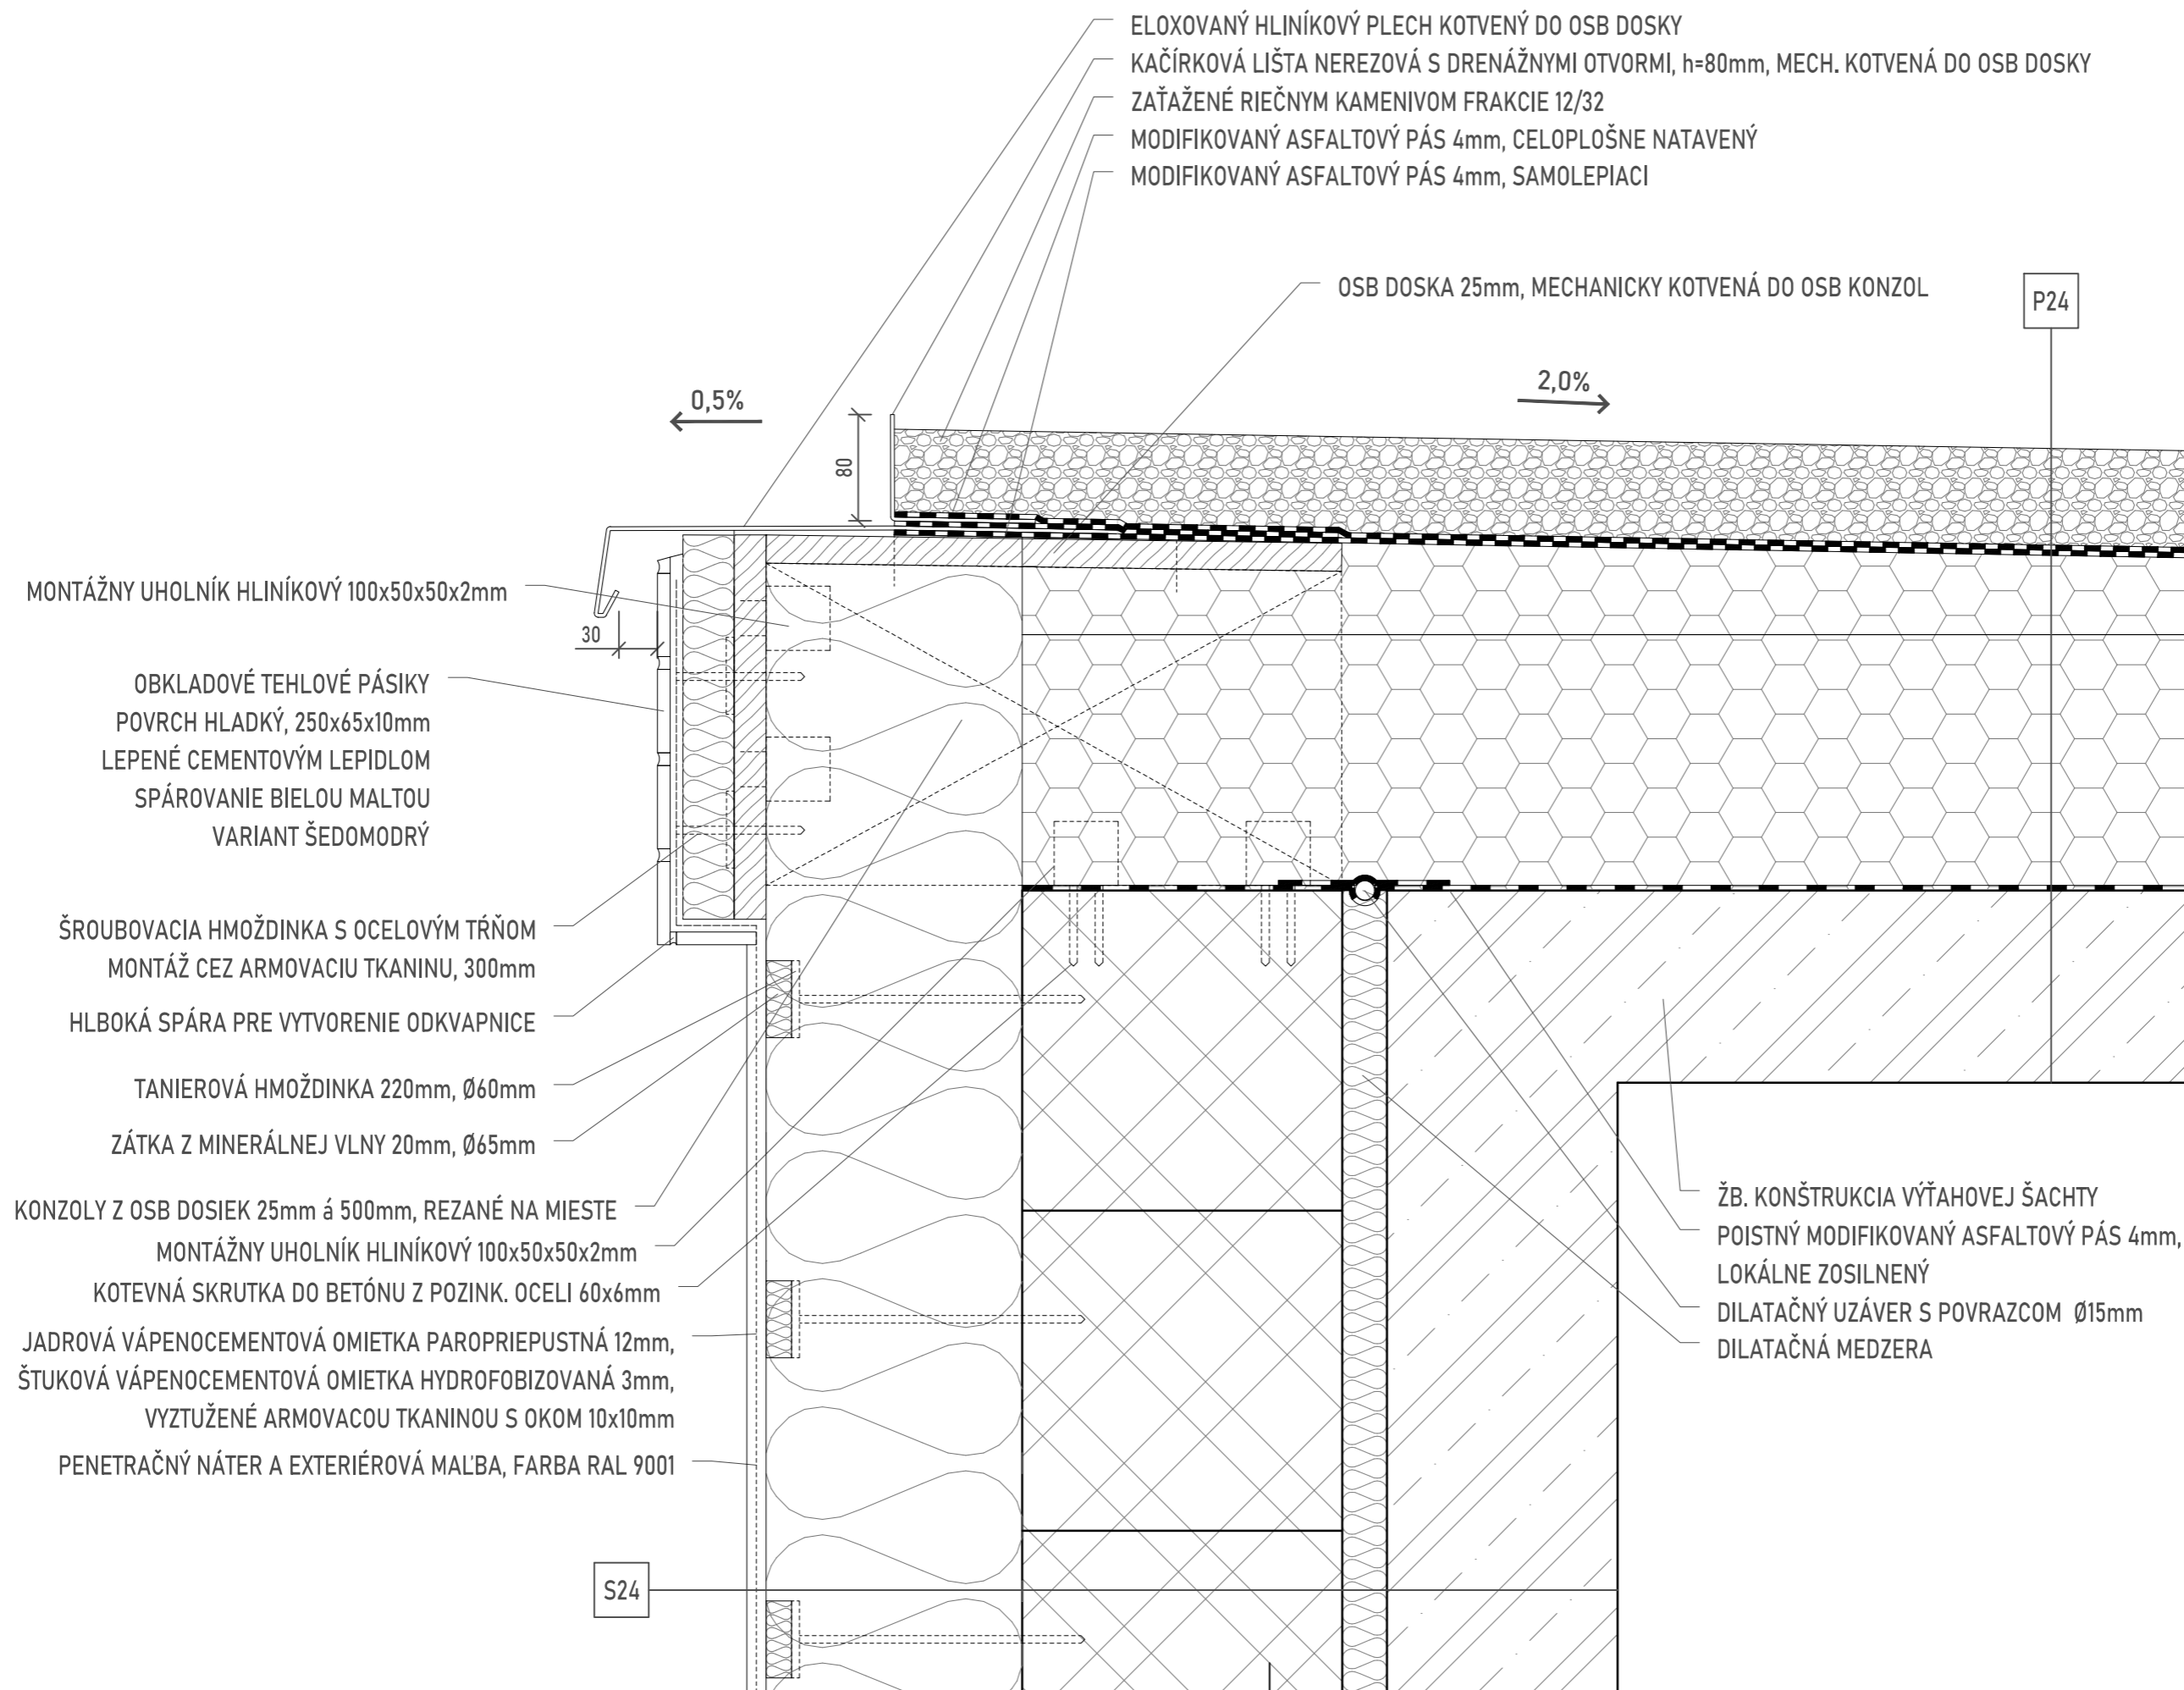 ELOXOVANÝ HLINÍKOVÝ PLECH KOTVENÝ DO OSB DOSKY
KAČÍRKOVÁ LIŠTA NEREZOVÁ S DRENÁŽNYMI OTVORMI, h=80mm, MECH. KOTVENÁ DO OSB DOSKY
ZAŤAŽENÉ RIEČNYM KAMENIVOM FRAKCIE 12/32
MODIFIKOVANÝ ASFALTOVÝ PÁS 4mm, CELOPLOŠNE NATAVENÝ
MODIFIKOVANÝ ASFALTOVÝ PÁS 4mm, SAMOLEPIACI
OSB DOSKA 25mm, MECHANICKY KOTVENÁ DO OSB KONZOL
P24
0,5%
2,0%
80
MONTÁŽNY UHOLNÍK HLINÍKOVÝ 100x50x50x2mm
30
OBKLADOVÉ TEHLOVÉ PÁSIKY
POVRCH HLADKÝ, 250x65x10mm
LEPENÉ CEMENTOVÝM LEPIDLOM
SPÁROVANIE BIELOU MALTOU
VARIANT ŠEDOMODRÝ
ŠROUBOVACIA HMOŽDINKA S OCELOVÝM TŔŇOM
MONTÁŽ CEZ ARMOVACIU TKANINU, 300mm
HLBOKÁ SPÁRA PRE VYTVORENIE ODKVAPNICE
TANIEROVÁ HMOŽDINKA 220mm, Ø60mm
ZÁTKA Z MINERÁLNEJ VLNY 20mm, Ø65mm
KONZOLY Z OSB DOSIEK 25mm á 500mm, REZANÉ NA MIESTE
MONTÁŽNY UHOLNÍK HLINÍKOVÝ 100x50x50x2mm
KOTEVNÁ SKRUTKA DO BETÓNU Z POZINK. OCELI 60x6mm
JADROVÁ VÁPENOCEMENTOVÁ OMIETKA PAROPRIEPUSTNÁ 12mm,
ŠTUKOVÁ VÁPENOCEMENTOVÁ OMIETKA HYDROFOBIZOVANÁ 3mm,
VYZTUŽENÉ ARMOVACOU TKANINOU S OKOM 10x10mm
PENETRAČNÝ NÁTER A EXTERIÉROVÁ MAĽBA, FARBA RAL 9001
ŽB. KONŠTRUKCIA VÝŤAHOVEJ ŠACHTY
POISTNÝ MODIFIKOVANÝ ASFALTOVÝ PÁS 4mm,
LOKÁLNE ZOSILNENÝ
DILATAČNÝ UZÁVER S POVRAZCOM Ø15mm
DILATAČNÁ MEDZERA
S24